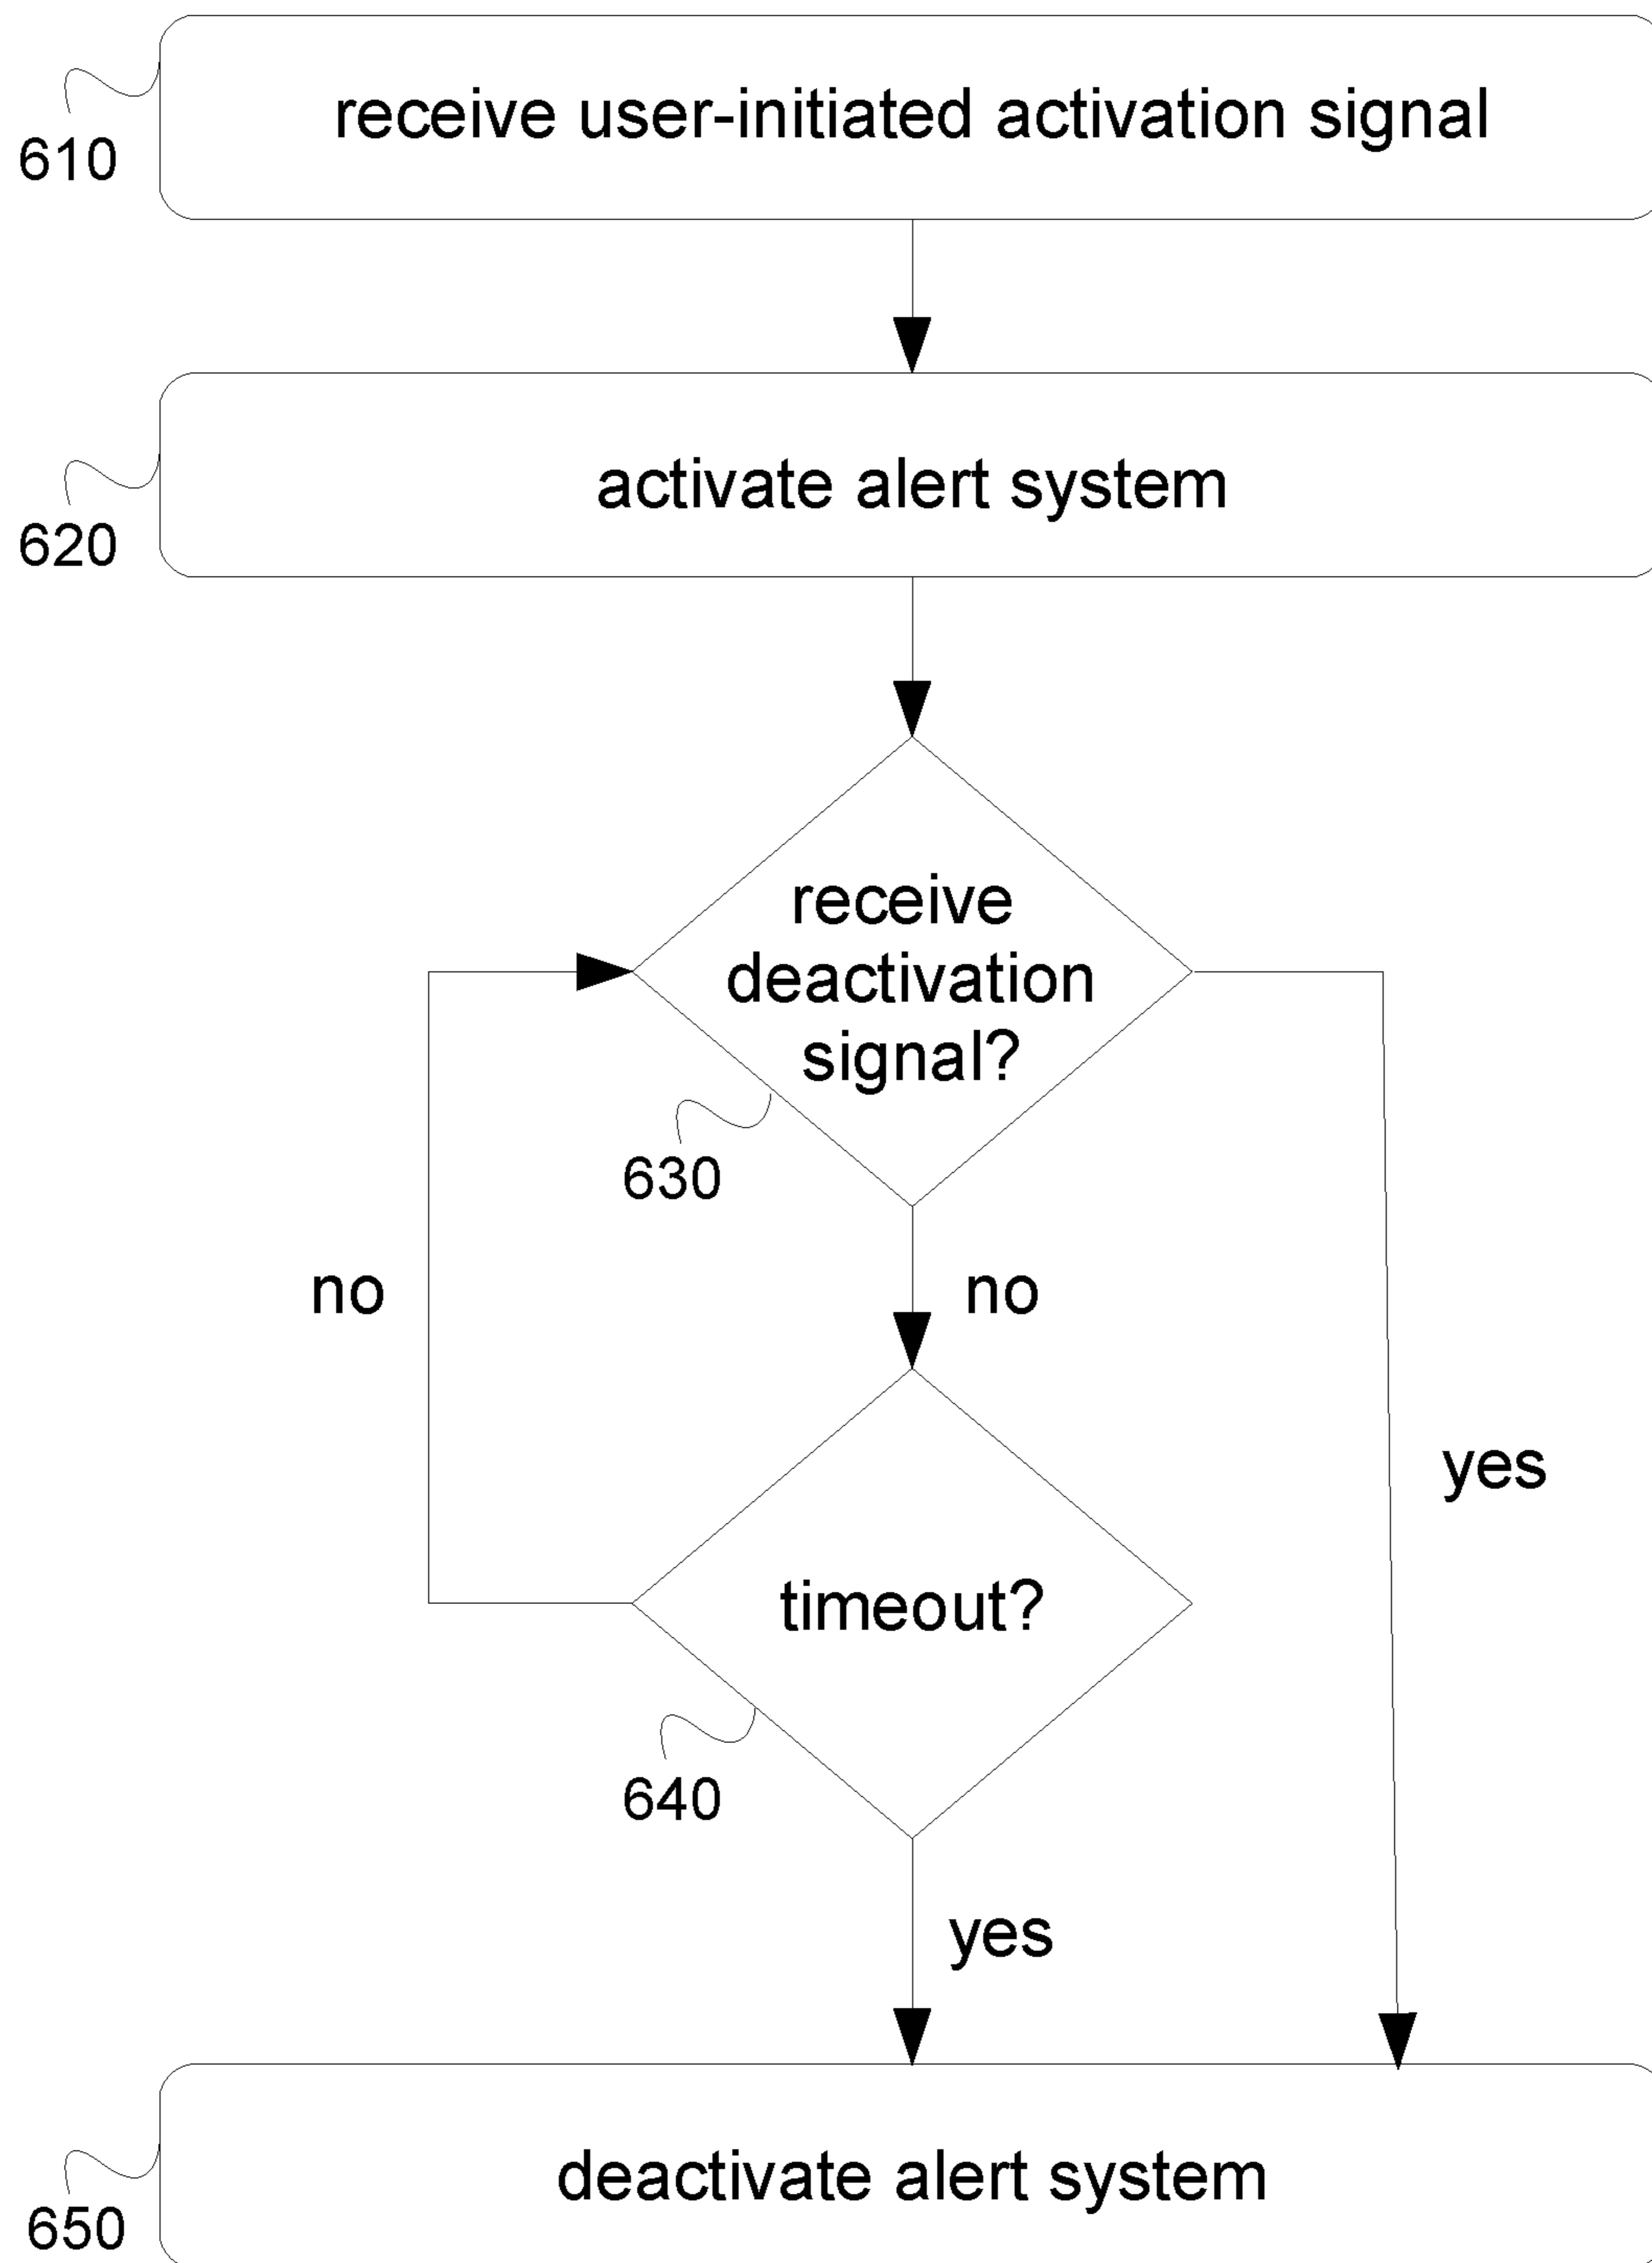 receive user-initiated activation signal
610
activate alert system
620
receive
deactivation
signal?
630
no
no
yes
timeout?
640
yes
deactivate alert system
650